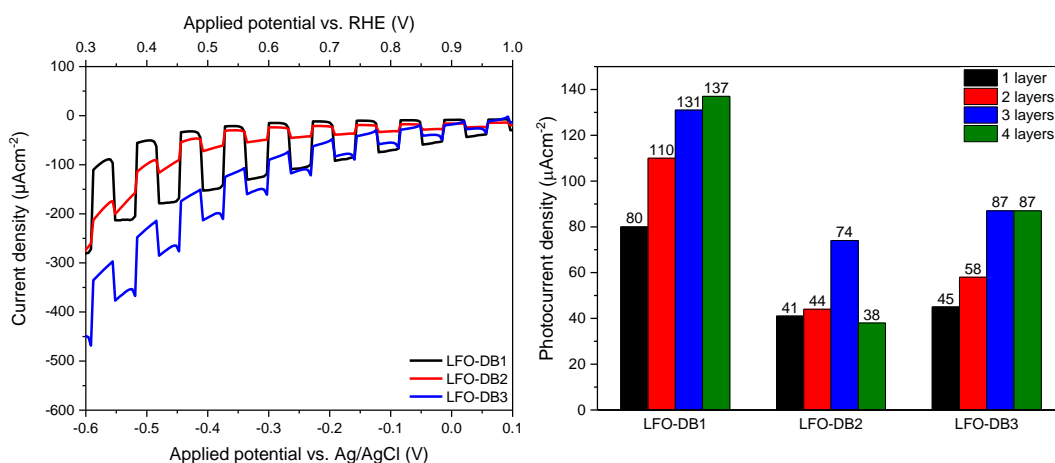 Applied potential vs. RHE (V)
0.3 0.4 0.5 0.6 0.7 0.8 0.9 1.0
Current density (µAcm-2)
100
0
-100
-200
-300
-400
-500
-600
LFO-DB1
LFO-DB2
LFO-DB3
-0.6 -0.5 -0.4 -0.3 -0.2 -0.1 0.0 0.1
Applied potential vs. Ag/AgCl (V)
Photocurrent density (µAcm-2)
140
120
100
80
60
40
20
0
1 layer
2 layers
3 layers
4 layers
80 110 131 137
41 44 74 38
45 58 87 87
LFO-DB1 LFO-DB2 LFO-DB3